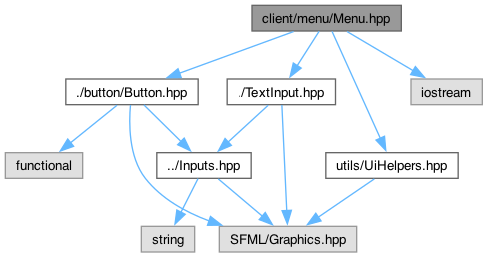 client/menu/Menu.hpp
./button/Button.hpp
./TextInput.hpp
iostream
functional
../Inputs.hpp
utils/UiHelpers.hpp
string
SFML/Graphics.hpp